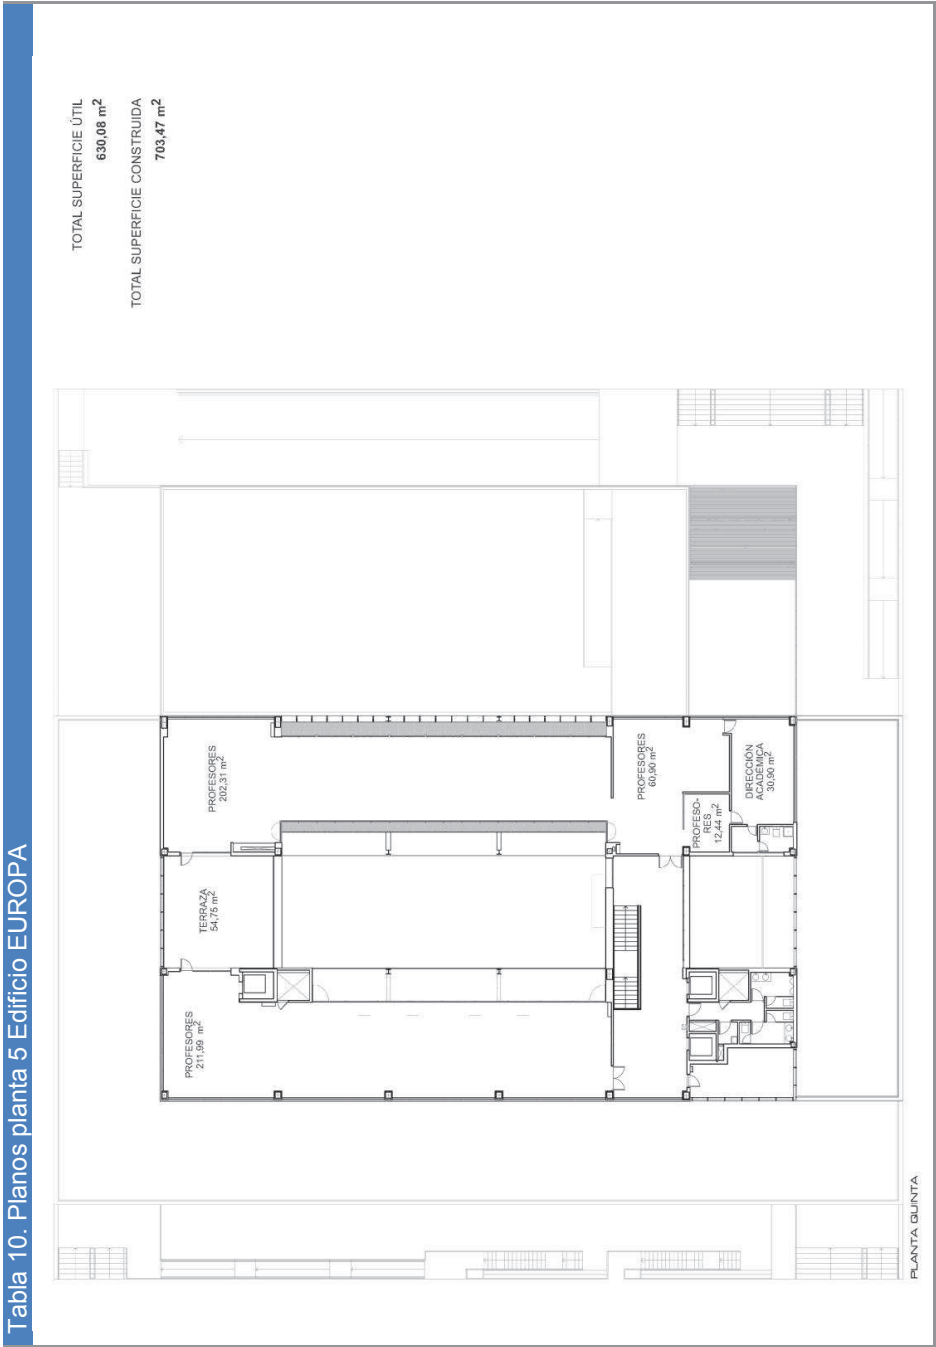 Tabla 10. Planos planta 5 Edificio EUROPA
TOTAL SUPERFICIE ÚTIL
630,08 m²
TOTAL SUPERFICIE CONSTRUIDA
703,47 m²
PROFESORES
211,99 m²
TERRAZA
54,75 m²
PROFESORES
202,31 m²
PROFESORES
60,90 m²
PROFESO-
RES
12,44 m²
DIRECCIÓN
ACADÉMICA
30,90 m²
PLANTA QUINTA